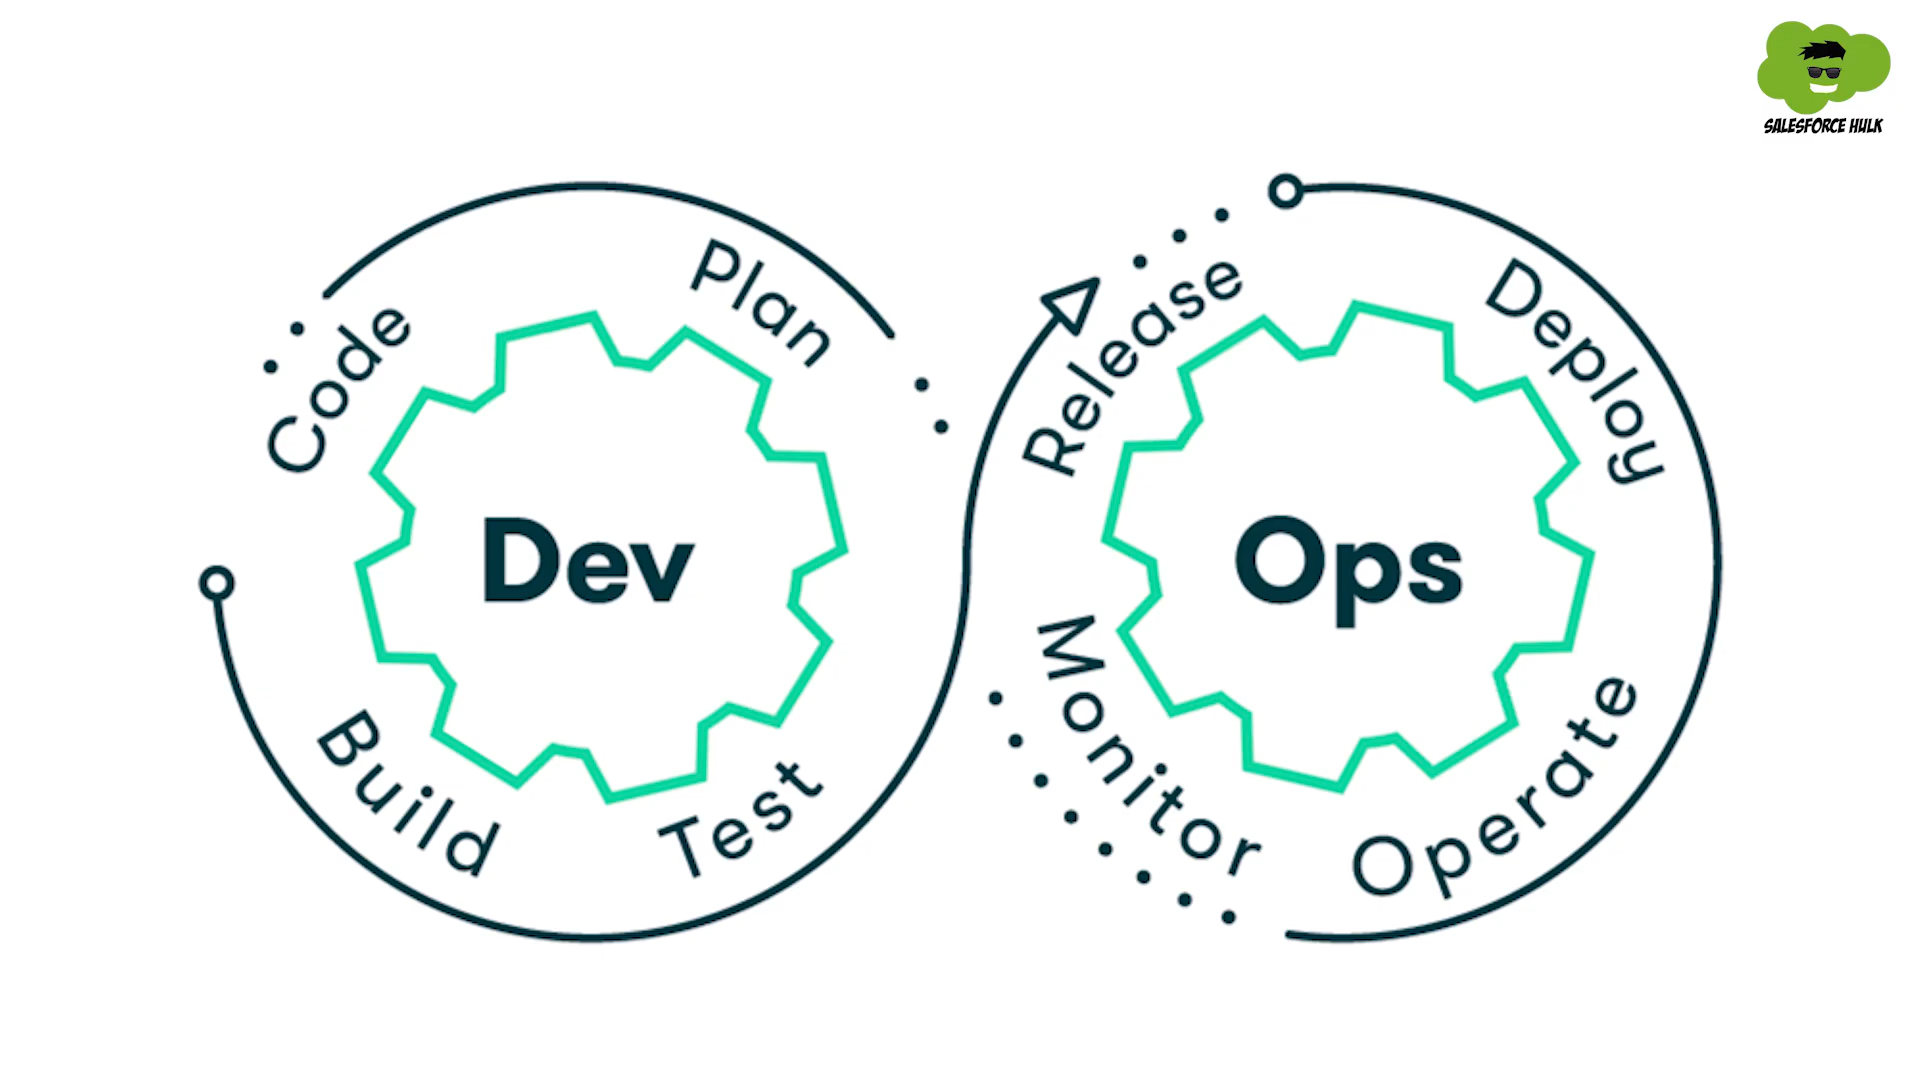 SALESFORCE HULK
Plan
Code
Release
Deploy
Dev
Ops
Build
Test
Monitor
Operate